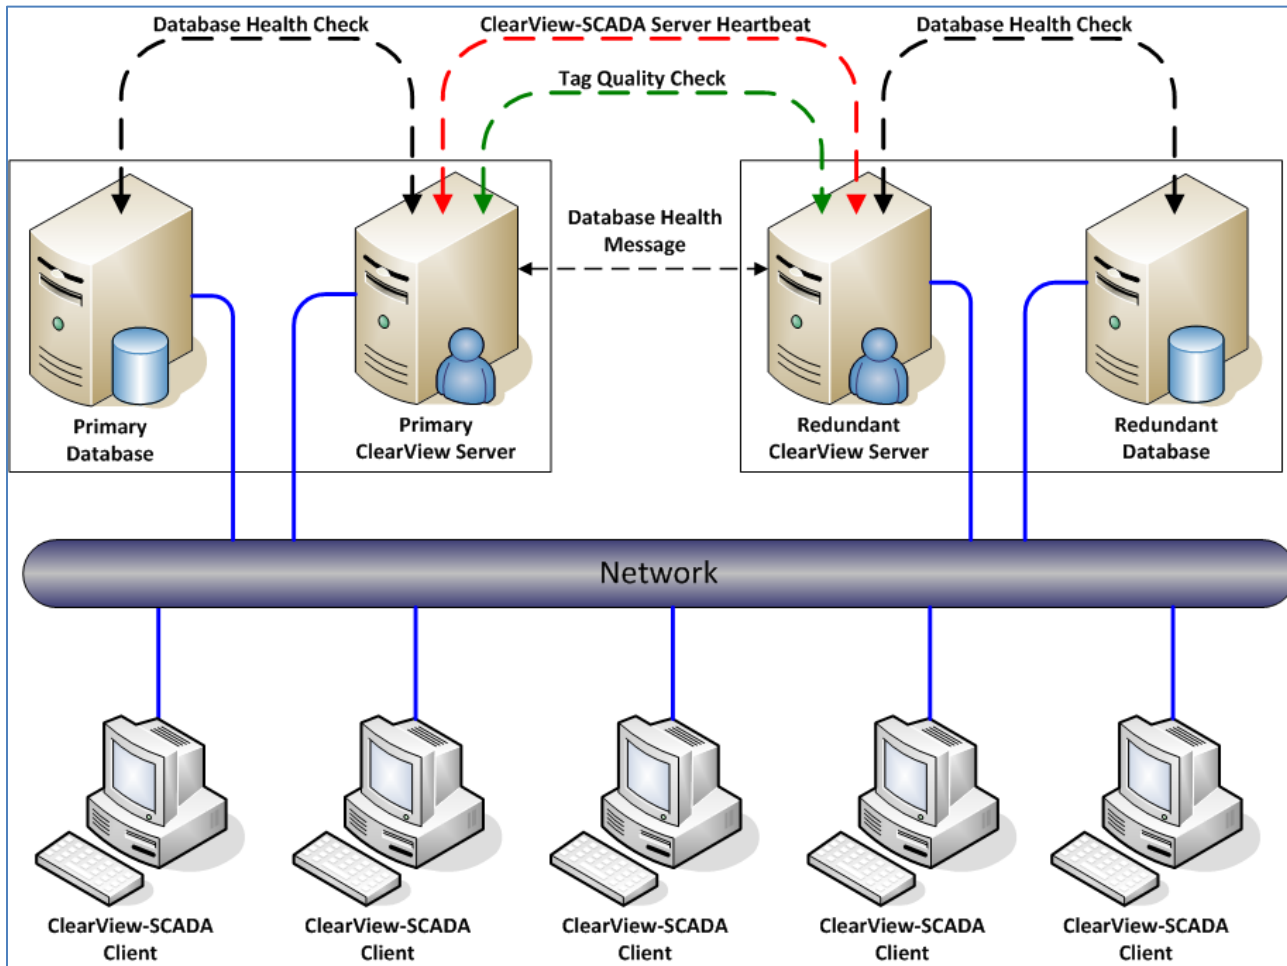 Database Health Check
ClearView-SCADA Server Heartbeat
Database Health Check
Tag Quality Check
Database Health
Message
Primary
Database
Primary
ClearView Server
Redundant
ClearView Server
Redundant
Database
Network
ClearView-SCADA
Client
ClearView-SCADA
Client
ClearView-SCADA
Client
ClearView-SCADA
Client
ClearView-SCADA
Client